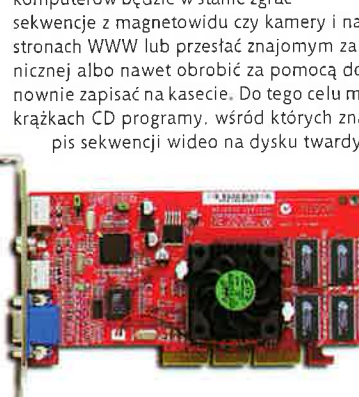 komputerów będzie w stanie zgrać
sekwencje z magnetowidu czy kamery i na
stronach WWW lub przesłać znajomym za
nicznej albo nawet obrobić za pomocą do
nownie zapisać na kasecie. Do tego celu m
krążkach CD programy, wśród których zna
pis sekwencji wideo na dysku twardy